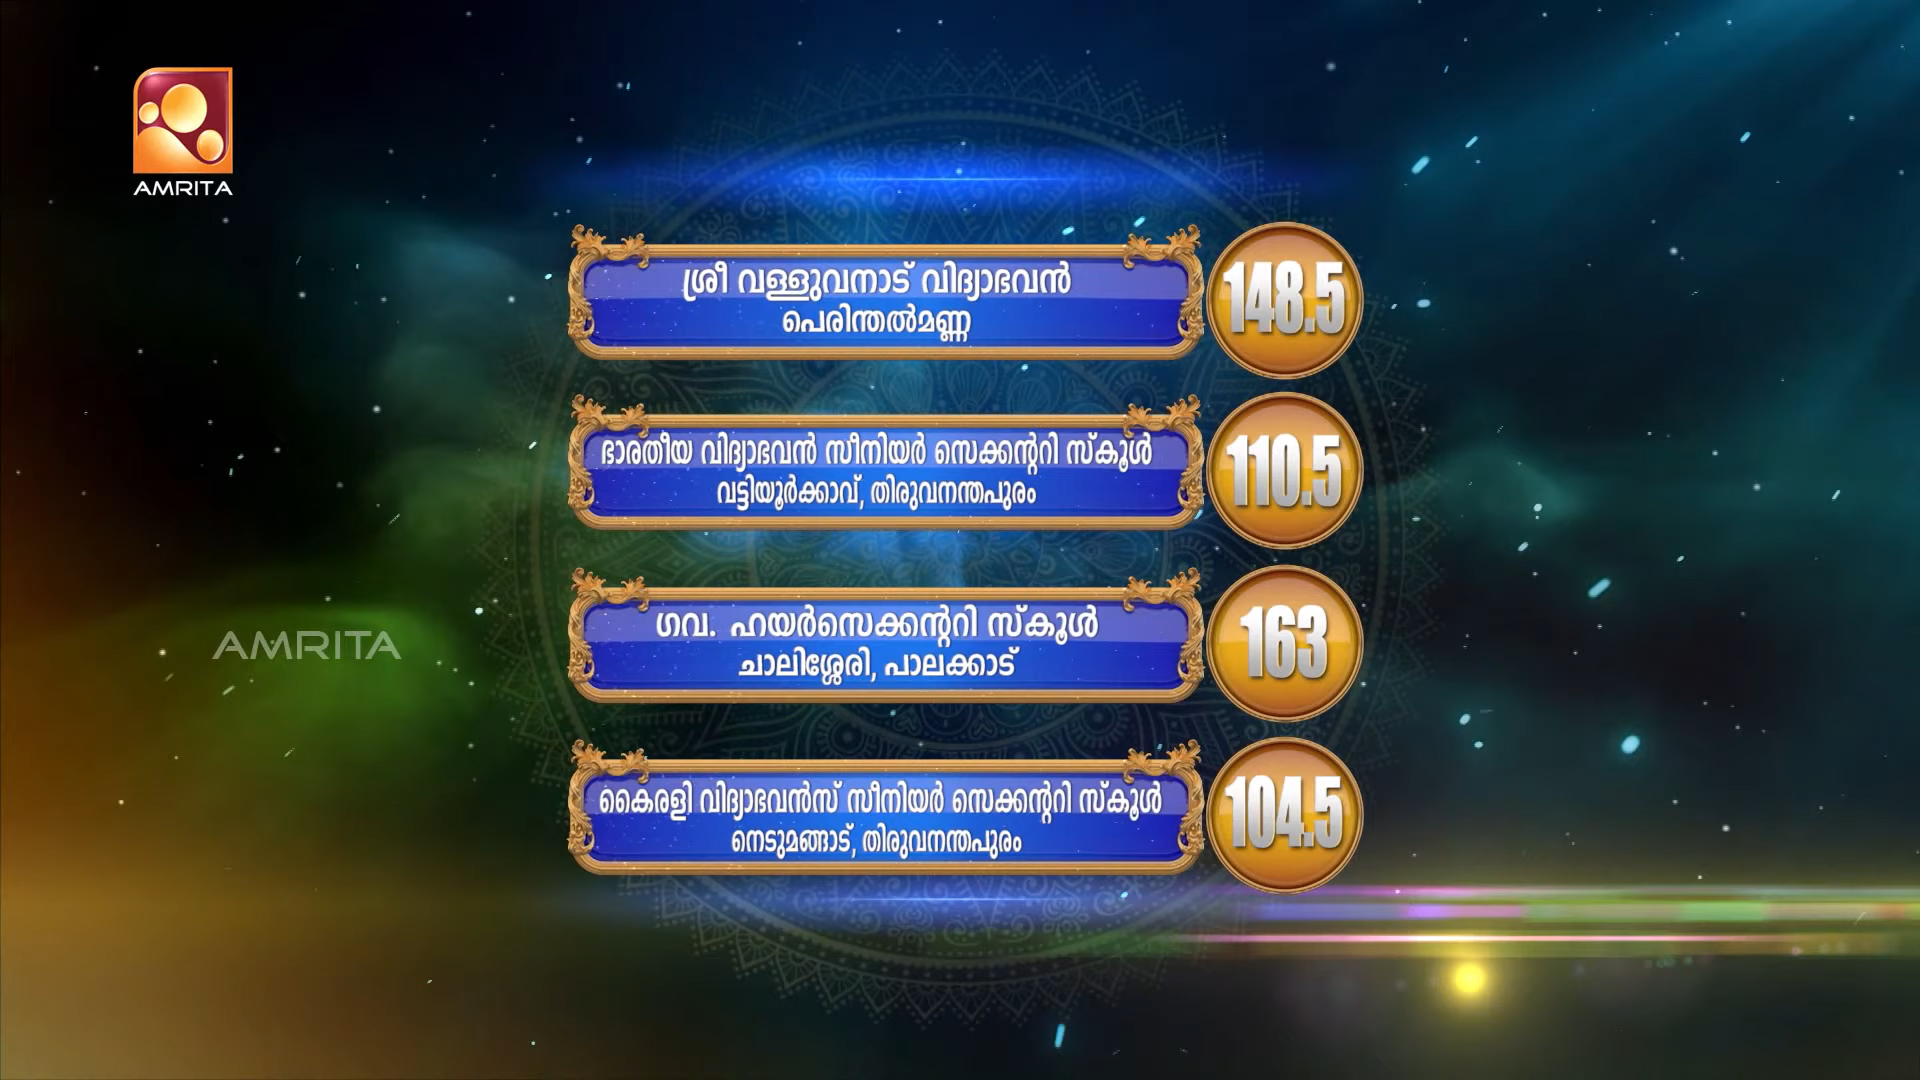 AMRITA
ശ്രീ വള്ളുവനാട് വിദ്യാഭവൻ
പെരിന്തൽമണ്ണ
148.5
ഭാരതീയ വിദ്യാഭവൻ സീനിയർ സെക്കന്ററി സ്കൂൾ
വട്ടിയൂർക്കാവ്, തിരുവനന്തപുരം
110.5
ഗവ. ഹയർസെക്കന്ററി സ്കൂൾ
ചാലിശ്ശേരി, പാലക്കാട്
163
AMRITA
കൈരളി വിദ്യാഭവൻസ് സീനിയർ സെക്കന്ററി സ്കൂൾ
നെടുമങ്ങാട്, തിരുവനന്തപുരം
104.5